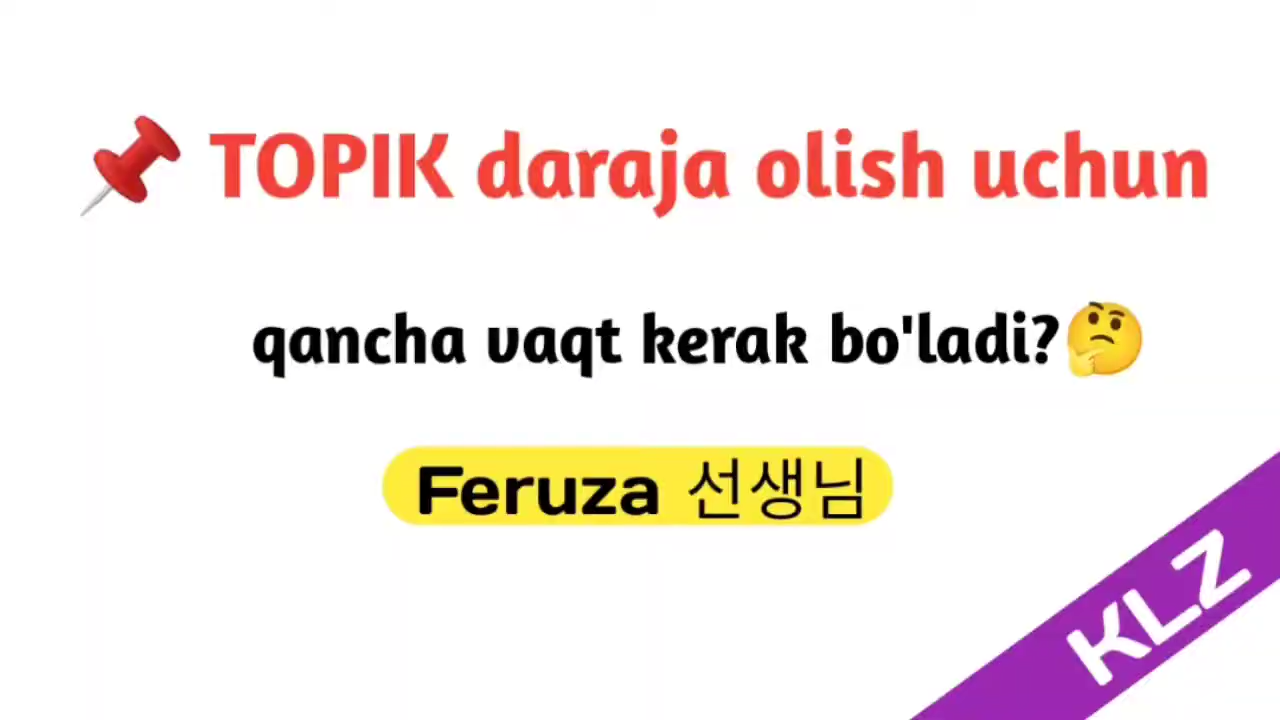 📌 TOPIK daraja olish uchun
qancha vaqt kerak bo'ladi?🤔
Feruza 선생님
KLZ